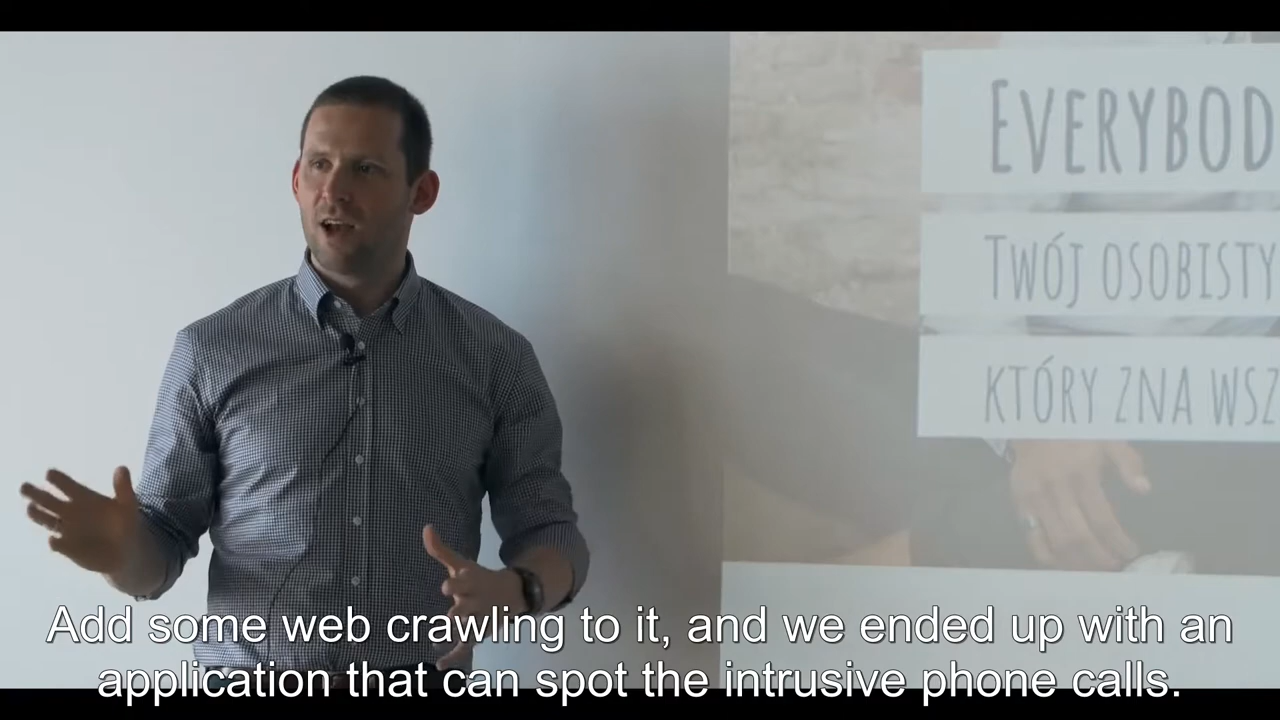 EVERYBOD
TWÓJ OSOBISTY
KTÓRY ZNA WSZ
Add some web crawling to it, and we ended up with an
application that can spot the intrusive phone calls.